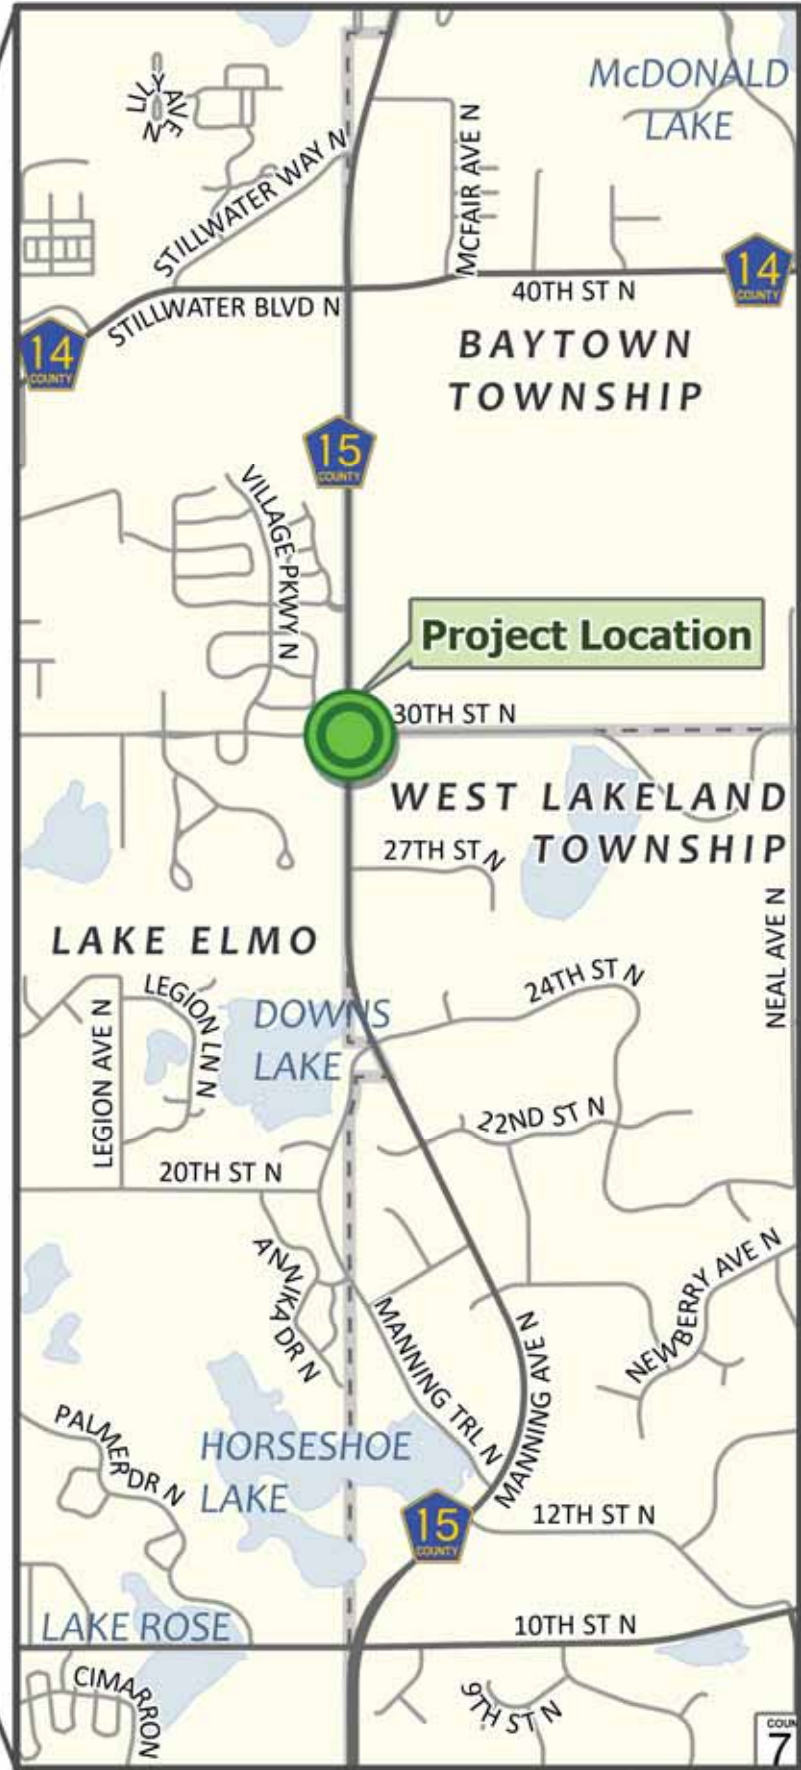 McDONALD
LAKE
LILY AVE N
STILLWATER WAY N
MCFAIR AVE N
14
COUNTY
40TH ST N
STILLWATER BLVD N
14
COUNTY
BAYTOWN
TOWNSHIP
15
COUNTY
VILLAGE PKWY N
Project Location
30TH ST N
WEST LAKELAND
TOWNSHIP
27TH ST N
NEAL AVE N
LAKE ELMO
24TH ST N
LEGION LN N
LEGION AVE N
DOWNS
LAKE
22ND ST N
20TH ST N
ANNIKA DR N
NEWBERRY AVE N
MANNING TRL N
MANNING AVE N
PALMER DR N
HORSESHOE
LAKE
15
COUNTY
12TH ST N
10TH ST N
LAKE ROSE
CIMARRON
9TH ST N
COUN
7